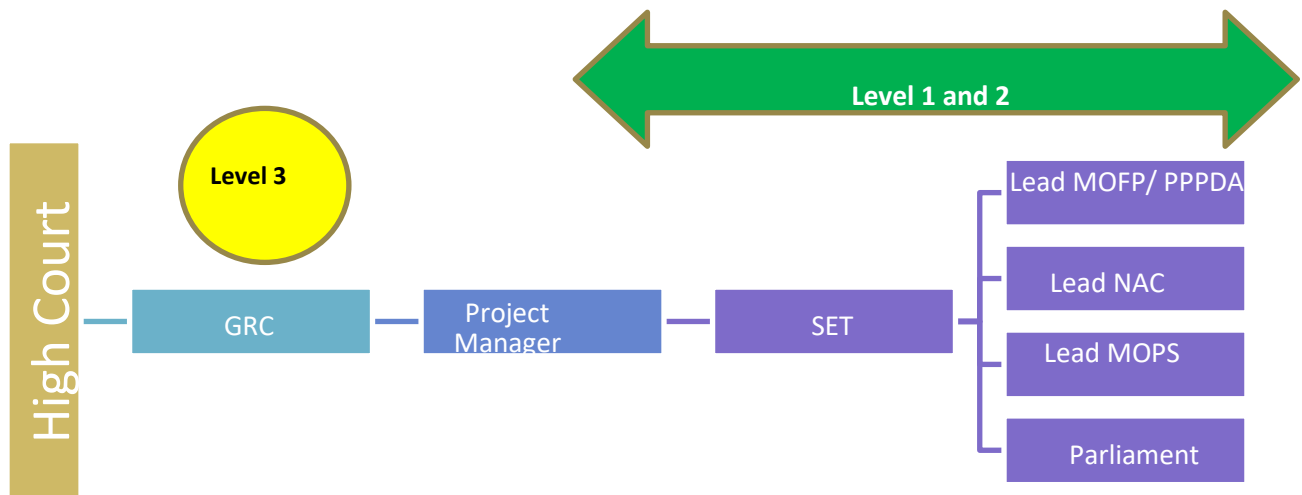 Level 1 and 2
Level 3
High Court
GRC
Project
Manager
SET
Lead MOFP/ PPPDA
Lead NAC
Lead MOPS
Parliament